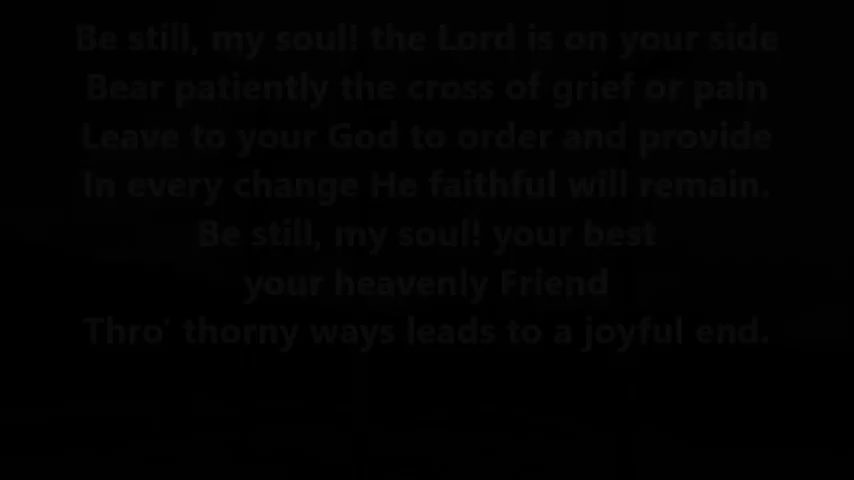 Be still, my soul! the Lord is on your side
Bear patiently the cross of grief or pain
Leave to your God to order and provide
In every change He faithful will remain.
Be still, my soul! your best
your heavenly Friend
Thro' thorny ways leads to a joyful end.